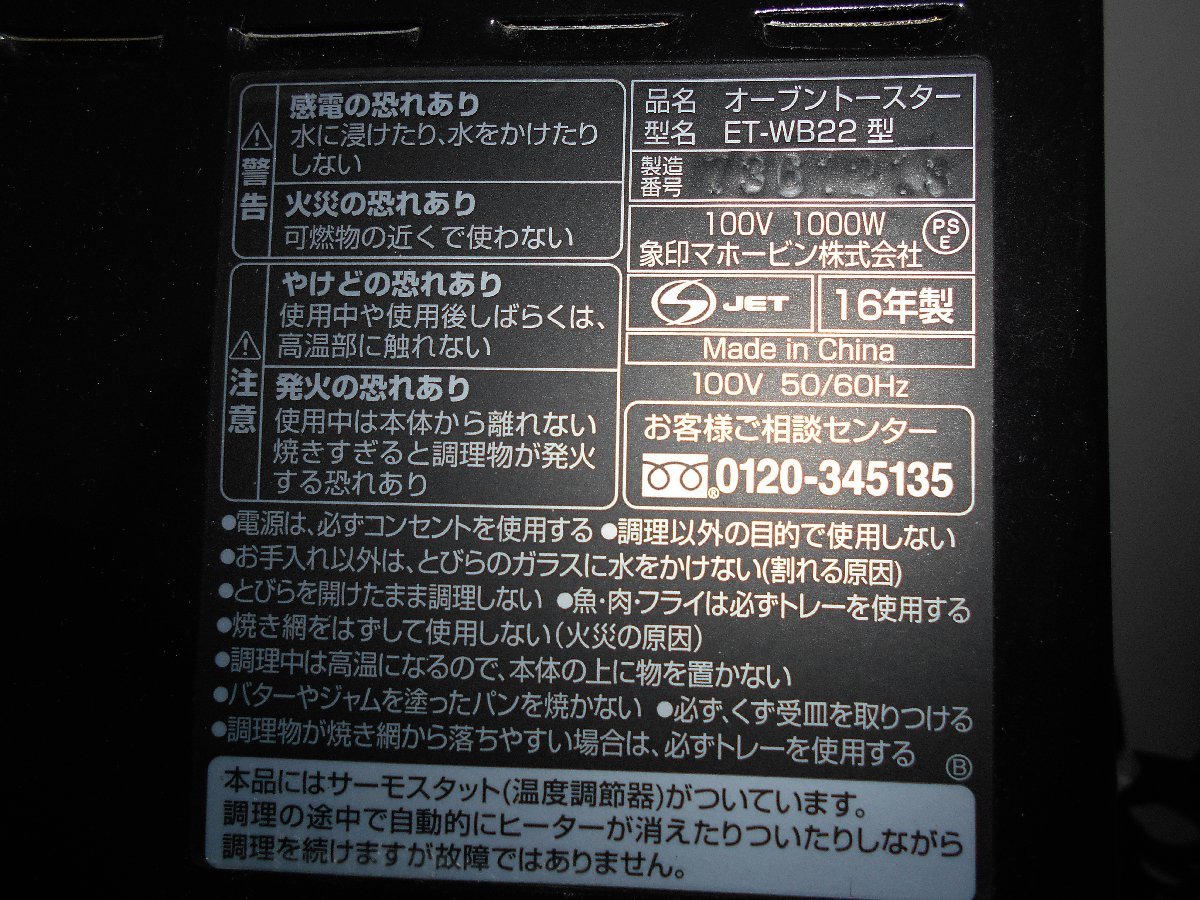 警告
感電の恐れあり
水に浸けたり、水をかけたり
しない
火災の恐れあり
可燃物の近くで使わない
注意
やけどの恐れあり
使用中や使用後しばらくは、
高温部に触れない
発火の恐れあり
使用中は本体から離れない
焼きすぎると調理物が発火
する恐れあり
品名 オーブントースター
型名 ET-WB22 型
製造
番号
100V 1000W
象印マホービン株式会社
PS
E
JET
16年製
Made in China
100V 50/60Hz
お客様ご相談センター
®0120-345135
●電源は、必ずコンセントを使用する ●調理以外の目的で使用しない
●お手入れ以外は、とびらのガラスに水をかけない(割れる原因)
●とびらを開けたまま調理しない ●魚・肉・フライは必ずトレーを使用する
●焼き網をはずして使用しない(火災の原因)
●調理中は高温になるので、本体の上に物を置かない
●バターやジャムを塗ったパンを焼かない ●必ず、くず受皿を取りつける
●調理物が焼き網から落ちやすい場合は、必ずトレーを使用する
Ⓑ
本品にはサーモスタット(温度調節器)がついています。
調理の途中で自動的にヒーターが消えたりついたりしながら
調理を続けますが故障ではありません。